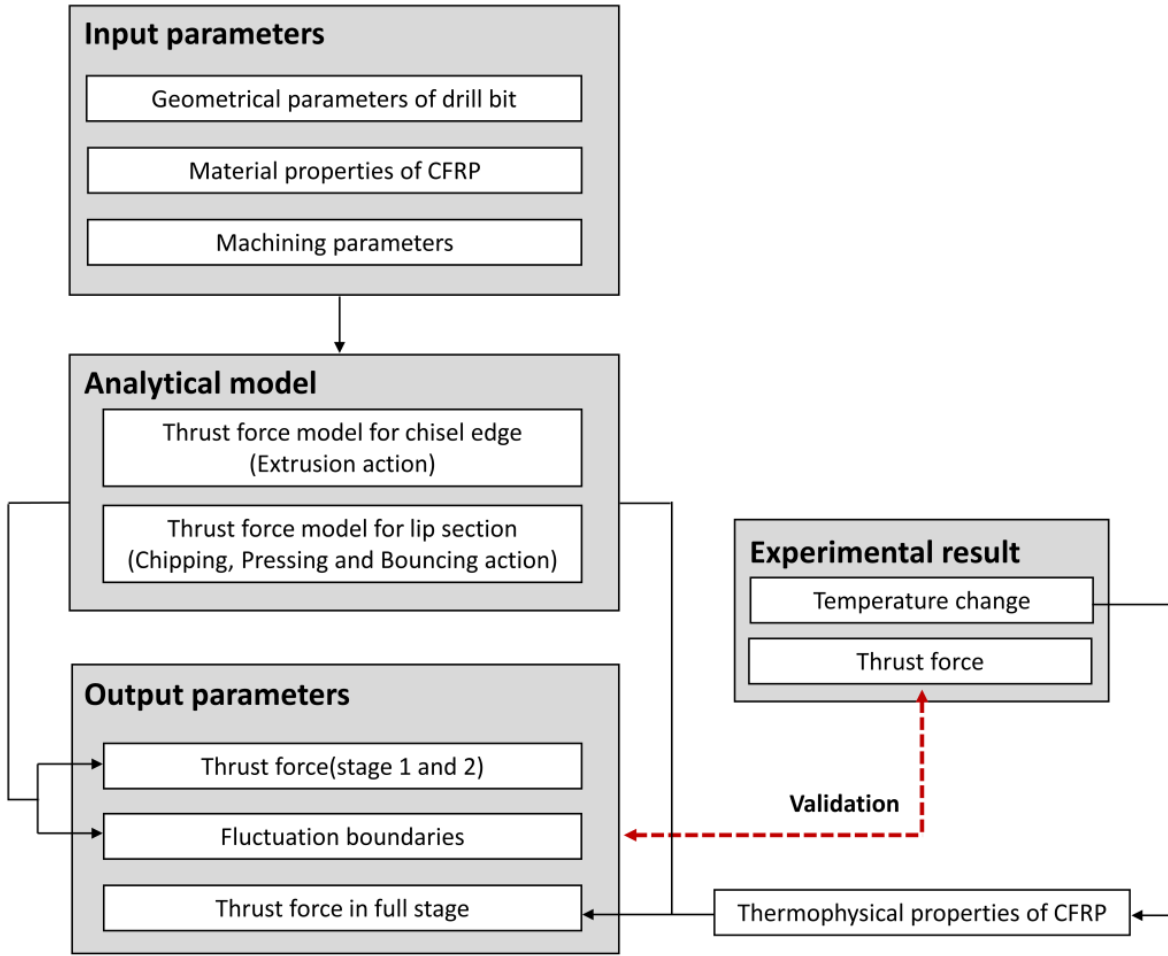 Input parameters
Geometrical parameters of drill bit
Material properties of CFRP
Machining parameters
Analytical model
Thrust force model for chisel edge
(Extrusion action)
Thrust force model for lip section
(Chipping, Pressing and Bouncing action)
Experimental result
Temperature change
Thrust force
Output parameters
Thrust force(stage 1 and 2)
Fluctuation boundaries
Thrust force in full stage
Validation
Thermophysical properties of CFRP